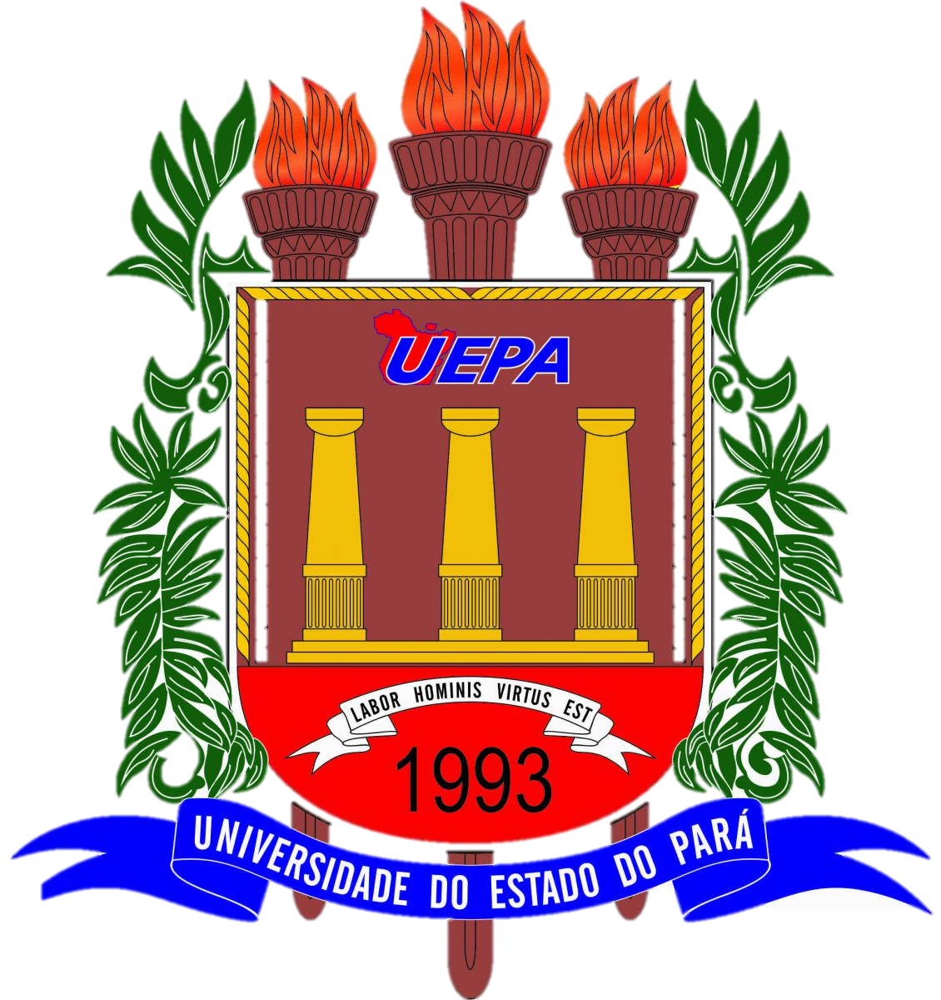 UEPA
LABOR HOMINIS VIRTUS EST
1993
UNIVERSIDADE DO ESTADO DO PARÁ